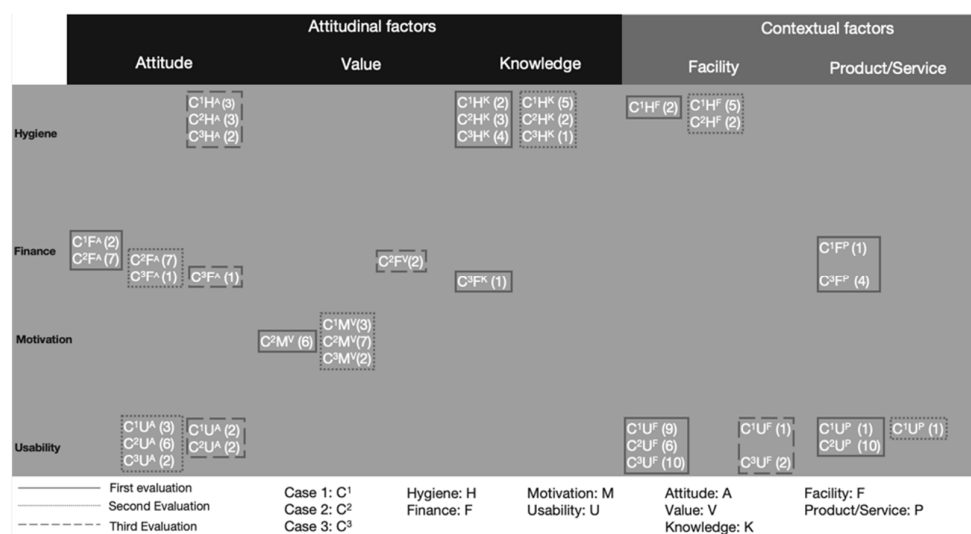 Attitudinal factors Contextual factors
Attitude Value Knowledge Facility Product/Service
Hygiene
C¹Hᴬ (3)
C²Hᴬ (3)
C³Hᴬ (2)
C¹Hᴷ (2)
C²Hᴷ (3)
C³Hᴷ (4)
C¹Hᴷ (5)
C²Hᴷ (2)
C³Hᴷ (1)
C¹Hᶠ (2)
C¹Hᶠ (5)
C²Hᶠ (2)
Finance
C¹Fᴬ (2)
C²Fᴬ (7)
C²Fᴬ (7)
C³Fᴬ (1)
C³Fᴬ (1)
C²Fⱽ (2)
C³Fᴷ (1)
C¹Fᴾ (1)
C³Fᴾ (4)
Motivation
C²Mⱽ (6)
C¹Mⱽ (3)
C²Mⱽ (7)
C³Mⱽ (2)
Usability
C¹Uᴬ (3)
C²Uᴬ (6)
C³Uᴬ (2)
C¹Uᴬ (2)
C²Uᴬ (2)
C¹Uᶠ (9)
C²Uᶠ (6)
C³Uᶠ (10)
C¹Uᶠ (1)
C³Uᶠ (2)
C¹Uᴾ (1)
C²Uᴾ (10)
C¹Uᴾ (1)
First evaluation
Second Evaluation
Third Evaluation
Case 1: C¹
Case 2: C²
Case 3: C³
Hygiene: H
Finance: F
Motivation: M
Usability: U
Attitude: A
Value: V
Knowledge: K
Facility: F
Product/Service: P